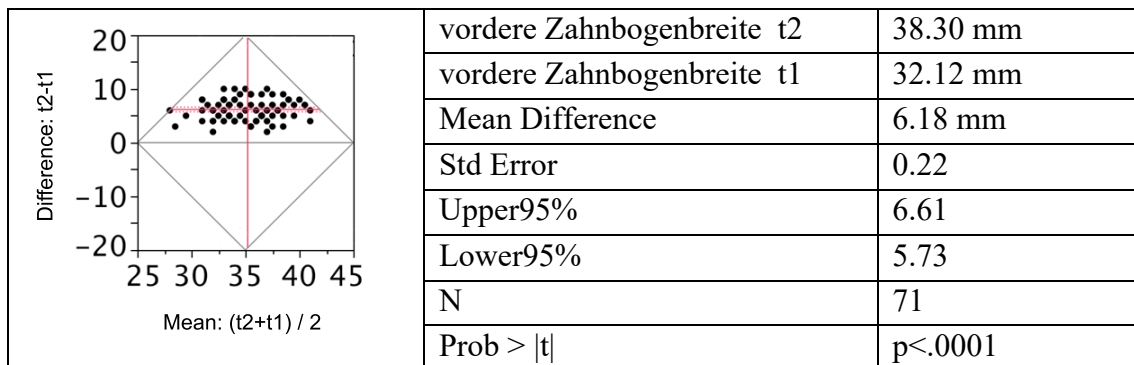 20
10
0
−10
−20
Difference: t2-t1
25 30 35 40 45
Mean: (t2+t1) / 2
vordere Zahnbogenbreite t2 38.30 mm
vordere Zahnbogenbreite t1 32.12 mm
Mean Difference 6.18 mm
Std Error 0.22
Upper95% 6.61
Lower95% 5.73
N 71
Prob > |t| p<.0001